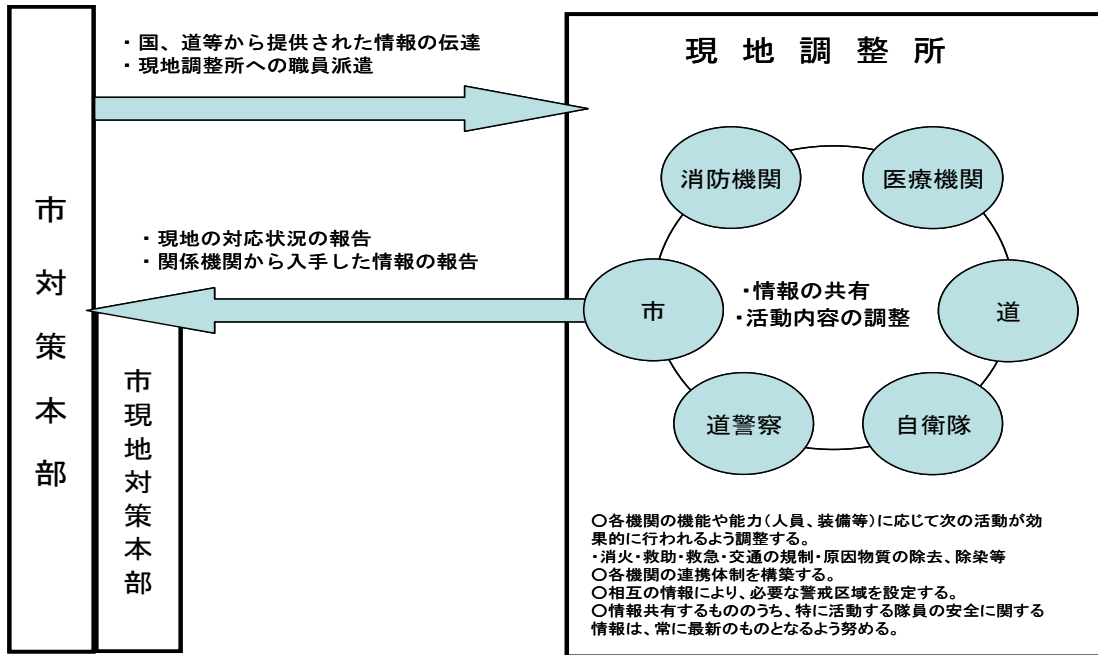 市対策本部
市現地対策本部
・国、道等から提供された情報の伝達
・現地調整所への職員派遣
・現地の対応状況の報告
・関係機関から入手した情報の報告
現地調整所
消防機関
医療機関
市
・情報の共有
・活動内容の調整
道
道警察
自衛隊
〇各機関の機能や能力(人員、装備等)に応じて次の活動が効
果的に行われるよう調整する。
・消火・救助・救急・交通の規制・原因物質の除去、除染等
〇各機関の連携体制を構築する。
〇相互の情報により、必要な警戒区域を設定する。
〇情報共有するもののうち、特に活動する隊員の安全に関する
情報は、常に最新のものとなるよう努める。